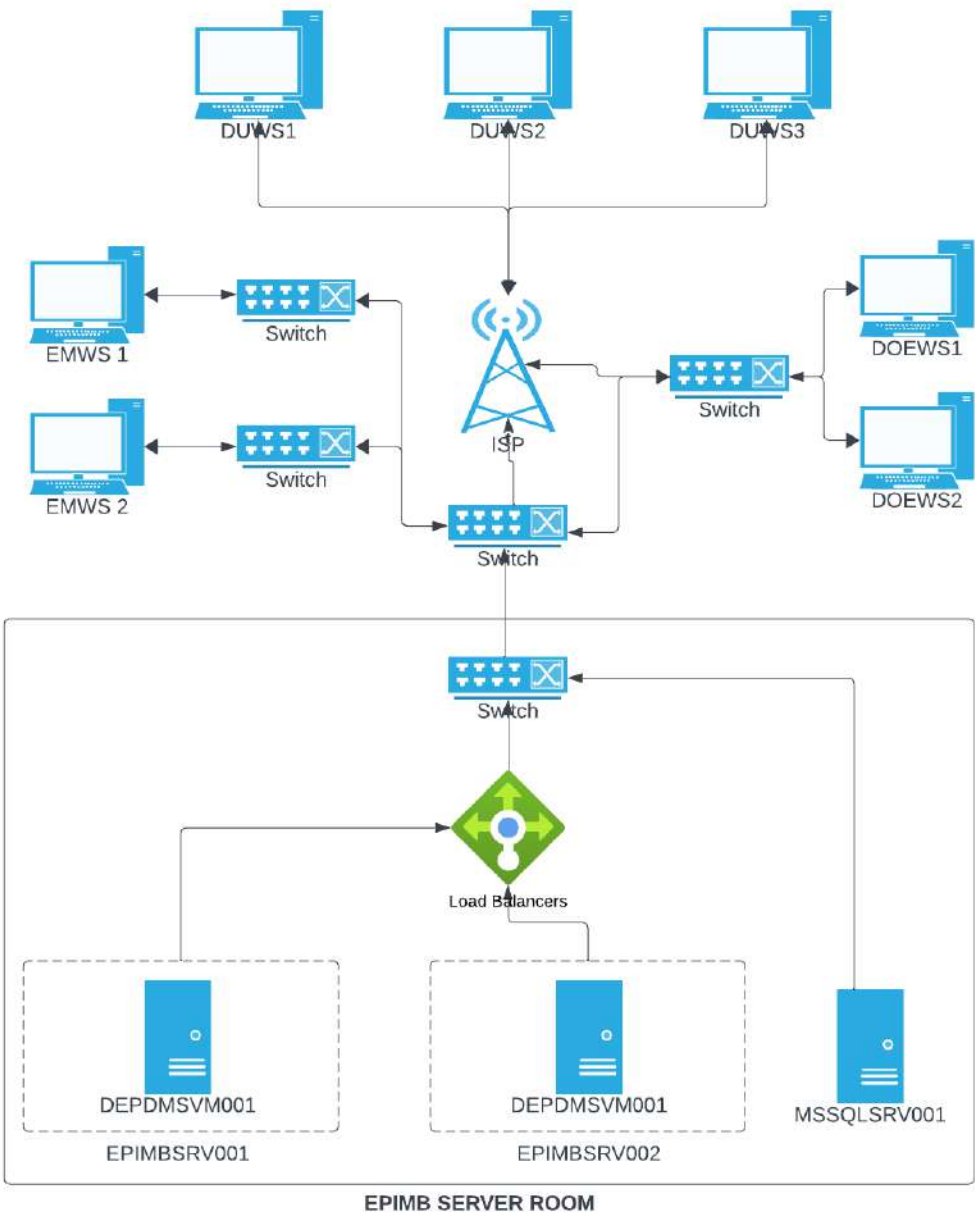 DUWS1
DUWS2
DUWS3
EMWS 1
Switch
DOEWS1
Switch
ISP
EMWS 2
Switch
DOEWS2
Switch
Switch
Load Balancers
DEPDMSVM001
DEPDMSVM001
MSSQLSRV001
EPIMBSRV001
EPIMBSRV002
EPIMB SERVER ROOM